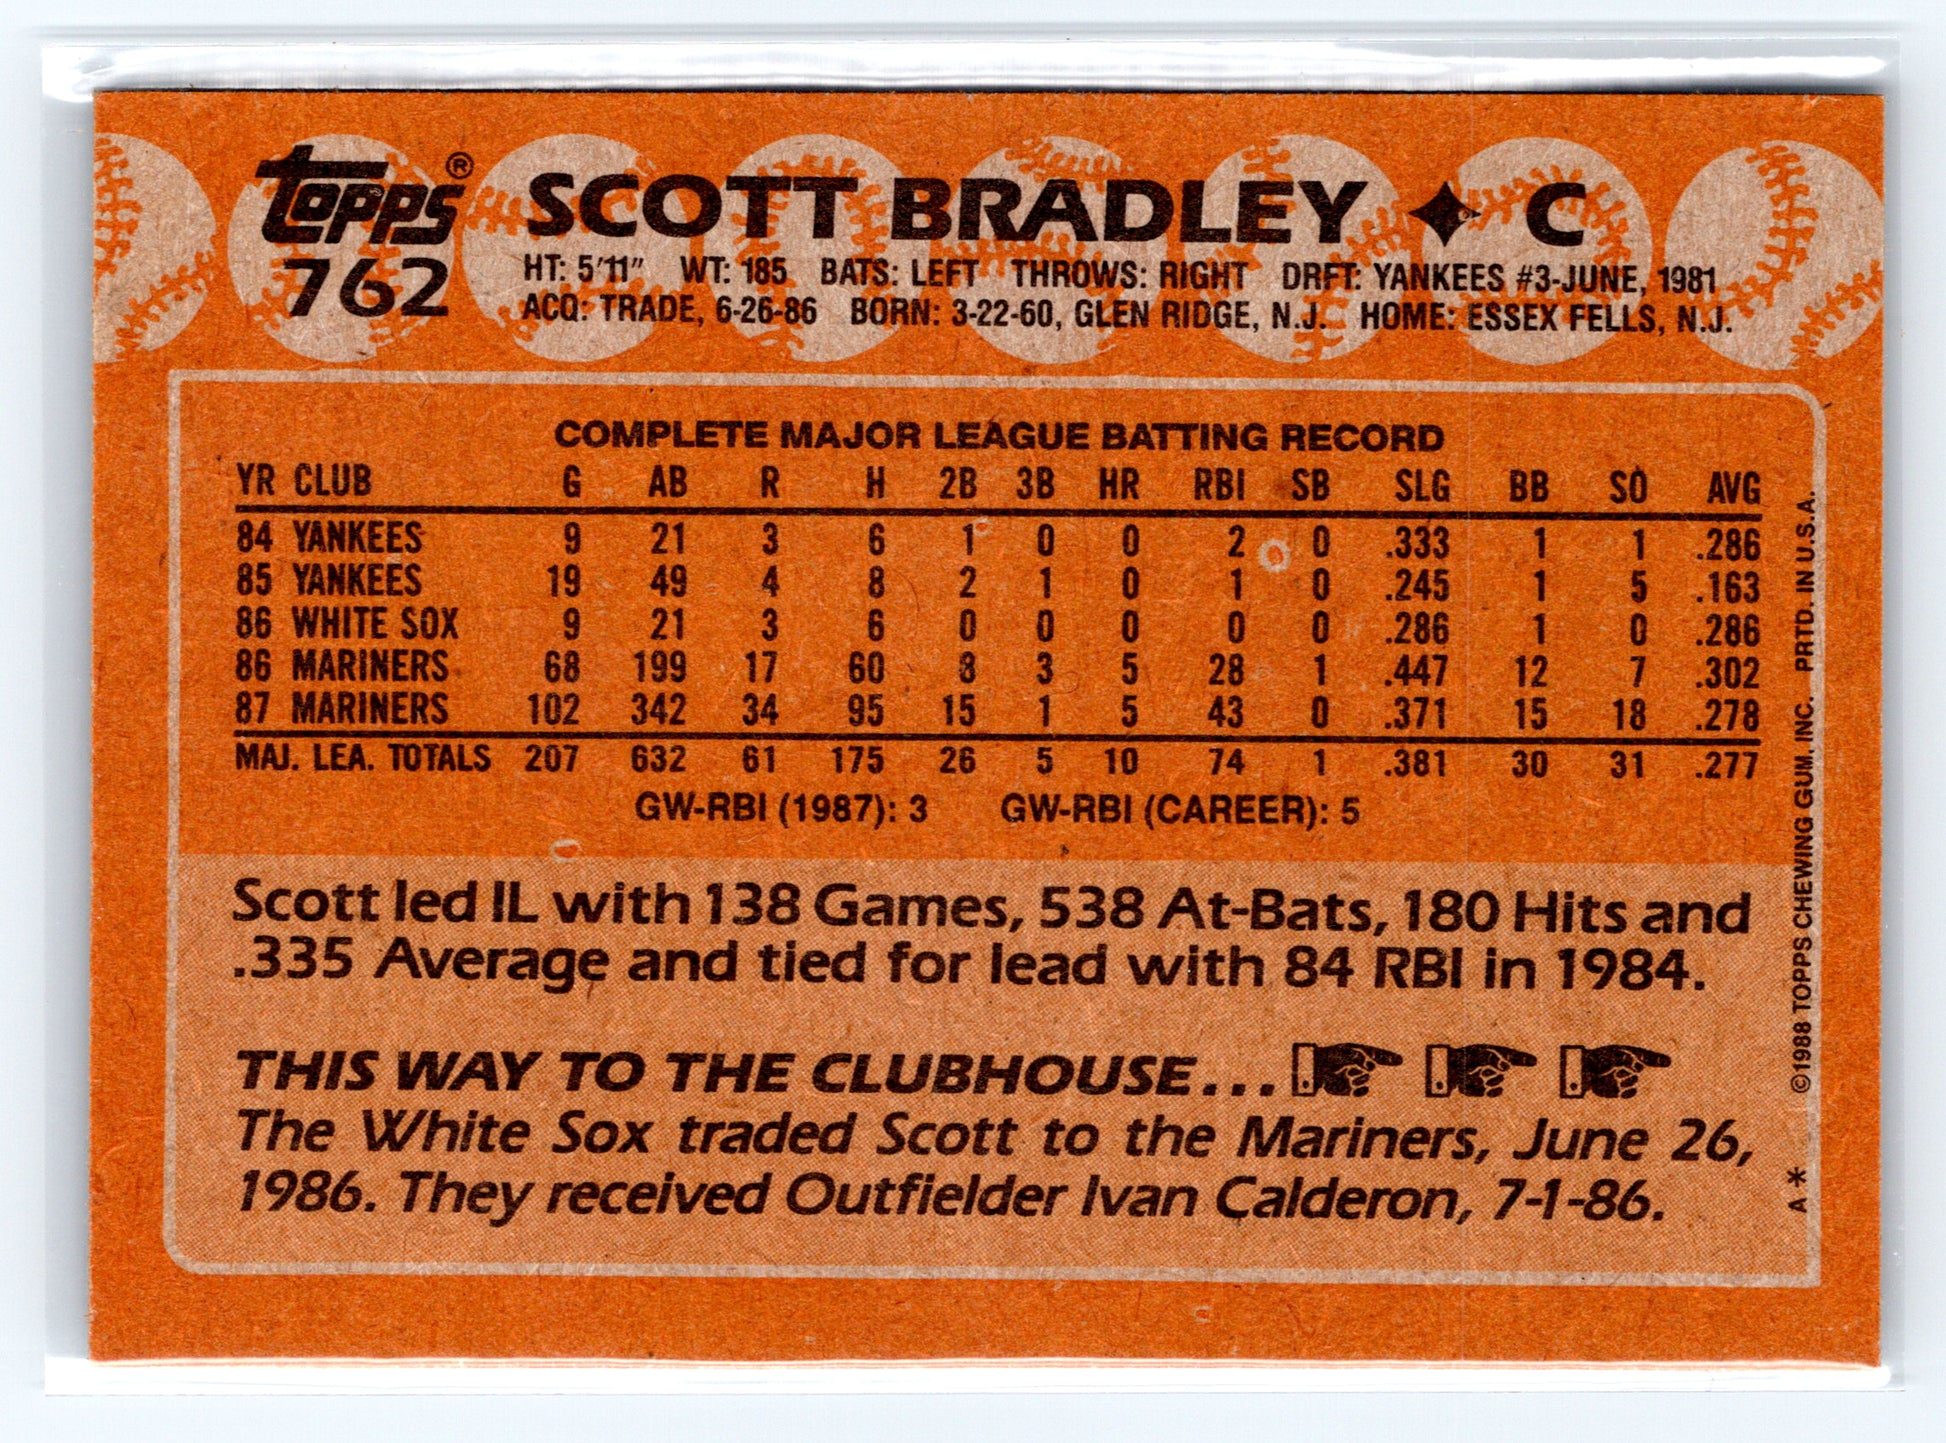 topps® SCOTT BRADLEY ✦ C
762
HT: 5'11" WT: 185 BATS: LEFT THROWS: RIGHT DRFT: YANKEES #3-JUNE, 1981
ACQ: TRADE, 6-26-86 BORN: 3-22-60, GLEN RIDGE, N.J. HOME: ESSEX FELLS, N.J.
COMPLETE MAJOR LEAGUE BATTING RECORD
YR CLUB G AB R H 2B 3B HR RBI SB SLG BB SO AVG
84 YANKEES 9 21 3 6 1 0 0 2 0 .333 1 1 .286
85 YANKEES 19 49 4 8 2 1 0 1 0 .245 1 5 .163
86 WHITE SOX 9 21 3 6 0 0 0 0 0 .286 1 0 .286
86 MARINERS 68 199 17 60 8 3 5 28 1 .447 12 7 .302
87 MARINERS 102 342 34 95 15 1 5 43 0 .371 15 18 .278
MAJ. LEA. TOTALS 207 632 61 175 26 5 10 74 1 .381 30 31 .277
GW-RBI (1987): 3 GW-RBI (CAREER): 5
Scott led IL with 138 Games, 538 At-Bats, 180 Hits and
.335 Average and tied for lead with 84 RBI in 1984.
THIS WAY TO THE CLUBHOUSE...
The White Sox traded Scott to the Mariners, June 26,
1986. They received Outfielder Ivan Calderon, 7-1-86.
A* ©1988 TOPPS CHEWING GUM, INC. PRTD. IN U.S.A.